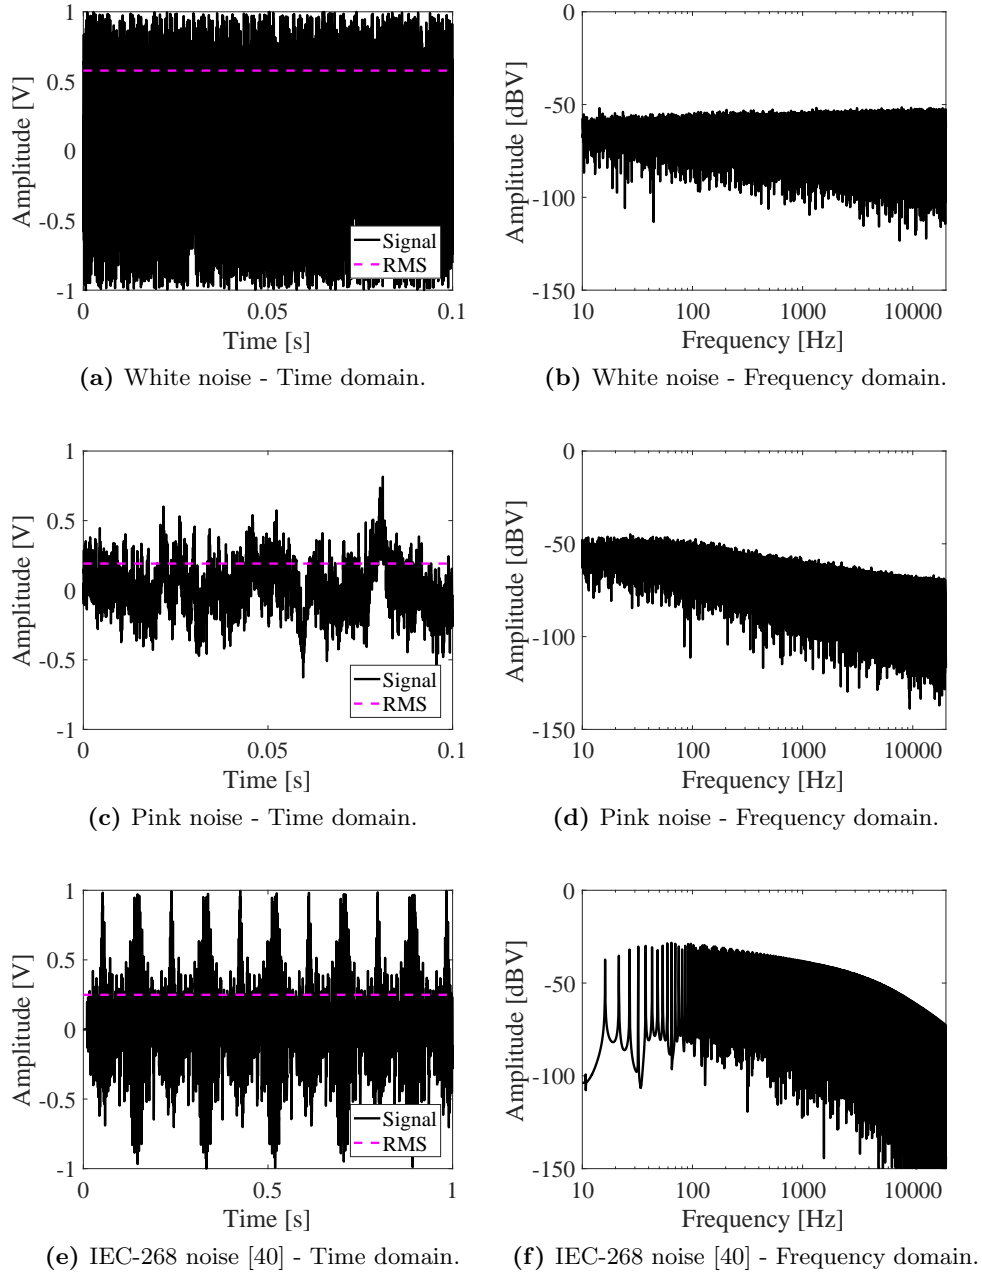 1
0.5
0
-0.5
-1
Amplitude [V]
Signal
RMS
0 0.05 0.1
Time [s]
(a) White noise - Time domain.
0
-50
-100
-150
Amplitude [dBV]
10 100 1000 10000
Frequency [Hz]
(b) White noise - Frequency domain.
1
0.5
0
-0.5
-1
Amplitude [V]
Signal
RMS
0 0.05 0.1
Time [s]
(c) Pink noise - Time domain.
0
-50
-100
-150
Amplitude [dBV]
10 100 1000 10000
Frequency [Hz]
(d) Pink noise - Frequency domain.
1
0.5
0
-0.5
-1
Amplitude [V]
Signal
RMS
0 0.5 1
Time [s]
(e) IEC-268 noise [40] - Time domain.
0
-50
-100
-150
Amplitude [dBV]
10 100 1000 10000
Frequency [Hz]
(f) IEC-268 noise [40] - Frequency domain.